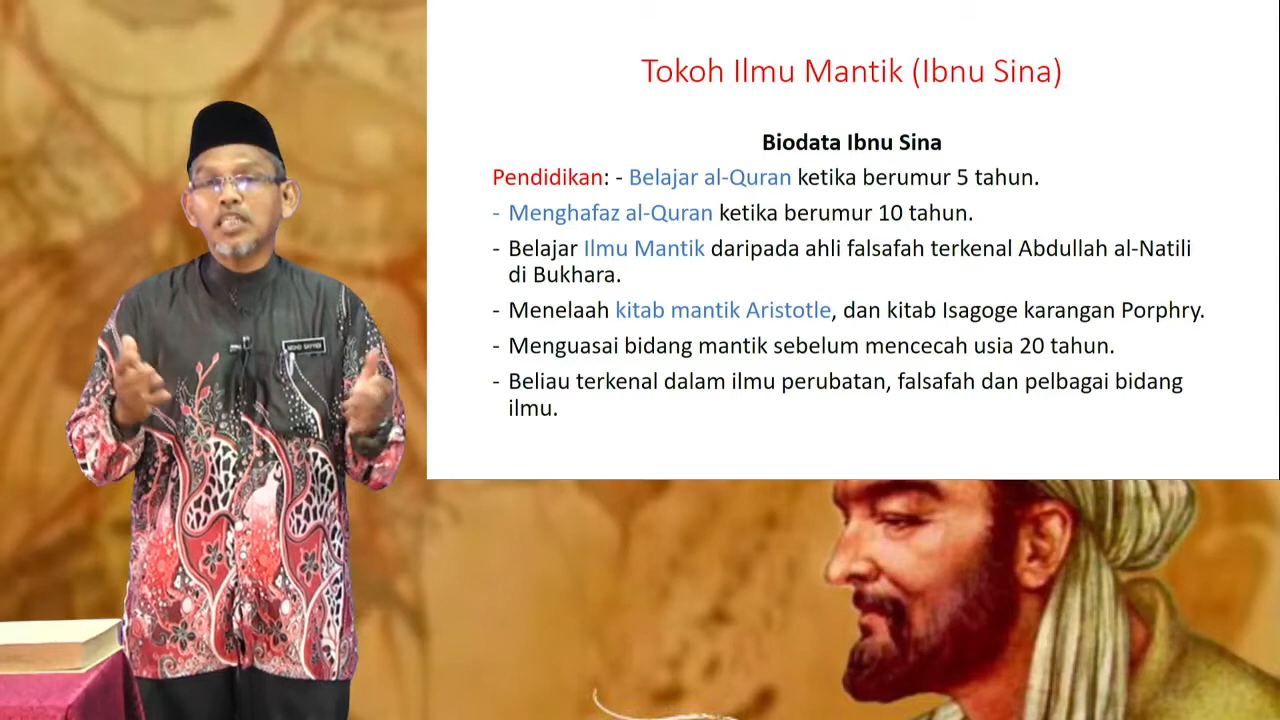 Tokoh Ilmu Mantik (Ibnu Sina)
Biodata Ibnu Sina
Pendidikan: - Belajar al-Quran ketika berumur 5 tahun.
- Menghafaz al-Quran ketika berumur 10 tahun.
- Belajar Ilmu Mantik daripada ahli falsafah terkenal Abdullah al-Natili
di Bukhara.
- Menelaah kitab mantik Aristotle, dan kitab Isagoge karangan Porphry.
- Menguasai bidang mantik sebelum mencecah usia 20 tahun.
- Beliau terkenal dalam ilmu perubatan, falsafah dan pelbagai bidang
ilmu.